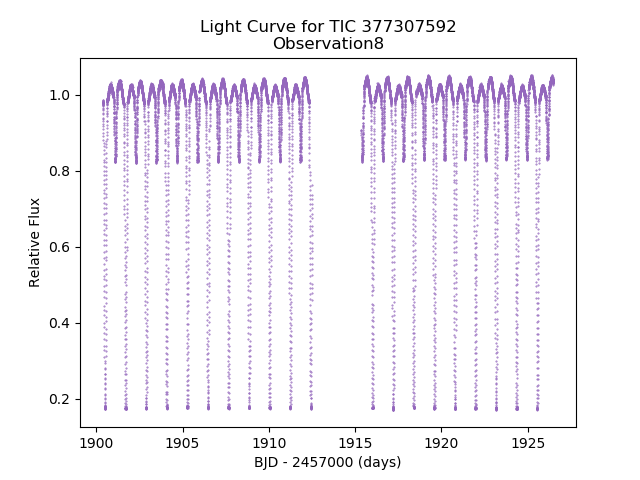 Light Curve for TIC 377307592
Observation8
1.0
0.8
0.6
0.4
0.2
Relative Flux
1900 1905 1910 1915 1920 1925
BJD - 2457000 (days)